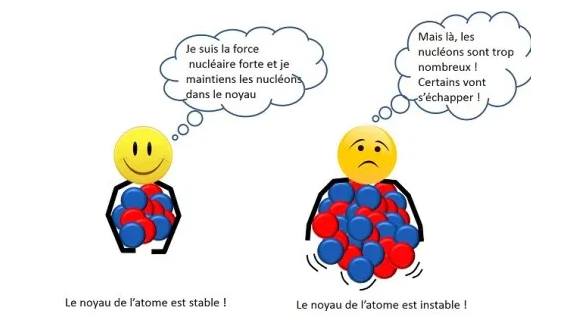 Je suis la force
nucléaire forte et je
maintiens les nucléons
dans le noyau
Mais là, les
nucléons sont trop
nombreux !
Certains vont
s'échapper !
Le noyau de l'atome est stable !
Le noyau de l'atome est instable !